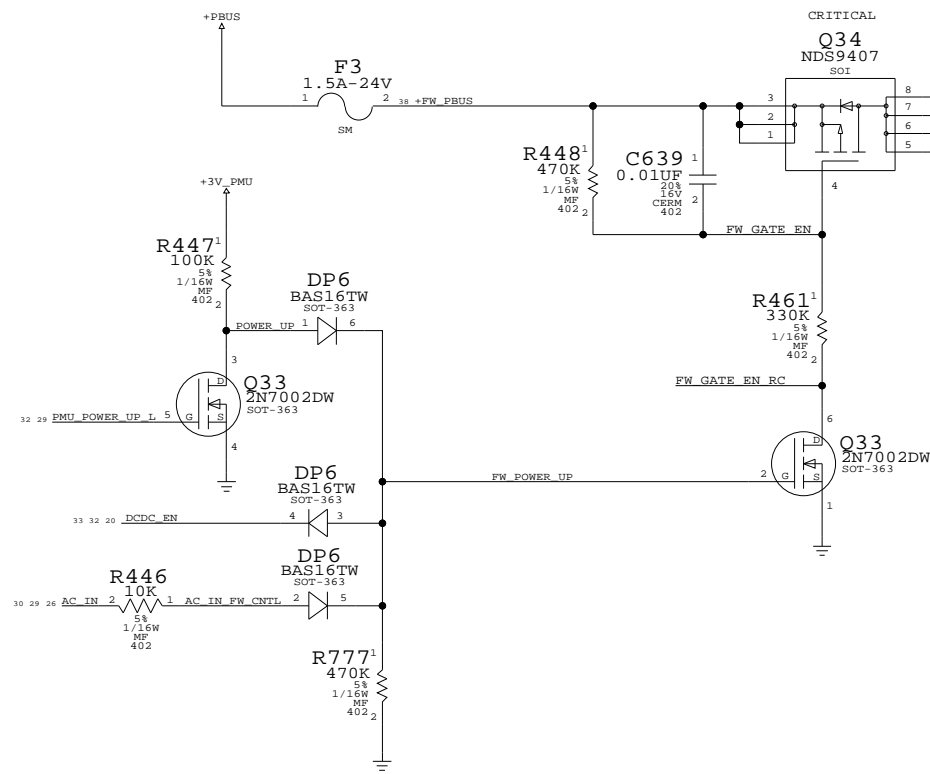 CRITICAL
+PBUS
Q34
NDS9407
SOI
F3
1.5A-24V
1 2 38 +FW_PBUS
SM
3 8
2 7
1 6
5
4
R448 1
470K
5%
1/16W
MF
402 2
C639 1
0.01UF
20%
16V
CERM
402
2
FW_GATE_EN
+3V_PMU
R447 1
100K
5%
1/16W
MF
402
2
DP6
BAS16TW
SOT-363
POWER_UP 1 6
R461 1
330K
5%
1/16W
MF
402 2
3
Q33
2N7002DW
SOT-363
D
G
S
32 29 PMU_POWER_UP_L 5
4
FW_GATE_EN_RC
6
Q33
2N7002DW
SOT-363
D
G
S
FW_POWER_UP 2
1
DP6
BAS16TW
SOT-363
33 32 20 DCDC_EN 4 3
DP6
BAS16TW
SOT-363
R446
10K
30 29 26 AC_IN 2 1 AC_IN_FW_CNTL 2 5
5%
1/16W
MF
402
R777 1
470K
5%
1/16W
MF
402 2